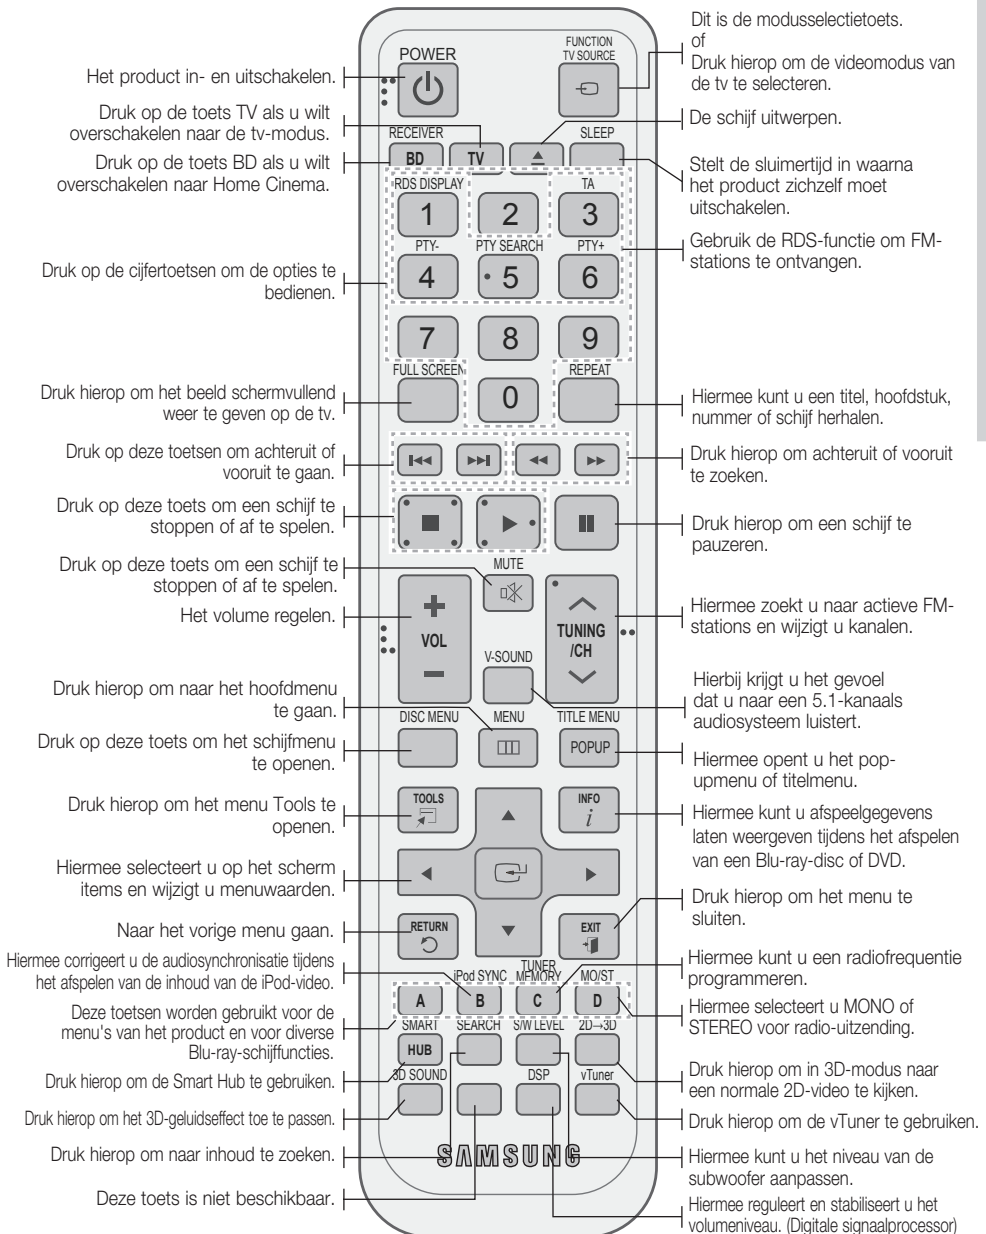 POWER
FUNCTION
TV SOURCE
RECEIVER
SLEEP
BD
TV
RDS DISPLAY
TA
1
2
3
PTY-
PTY SEARCH
PTY+
4
5
6
7
8
9
FULL SCREEN
REPEAT
0
MUTE
VOL
TUNING
/CH
V-SOUND
DISC MENU
MENU
TITLE MENU
POPUP
TOOLS
INFO
i
RETURN
EXIT
iPod SYNC
TUNER
MEMORY
MO/ST
A
B
C
D
SMART
SEARCH
S/W LEVEL
2D→3D
HUB
3D SOUND
DSP
vTuner
SAMSUNG
Het product in- en uitschakelen.
Druk op de toets TV als u wilt
overschakelen naar de tv-modus.
Druk op de toets BD als u wilt
overschakelen naar Home Cinema.
Druk op de cijfertoetsen om de opties te
bedienen.
Druk hierop om het beeld schermvullend
weer te geven op de tv.
Druk op deze toetsen om achteruit of
vooruit te gaan.
Druk op deze toets om een schijf te
stoppen of af te spelen.
Druk op deze toets om een schijf te
stoppen of af te spelen.
Het volume regelen.
Druk hierop om naar het hoofdmenu
te gaan.
Druk op deze toets om het schijfmenu
te openen.
Druk hierop om het menu Tools te
openen.
Hiermee selecteert u op het scherm
items en wijzigt u menuwaarden.
Naar het vorige menu gaan.
Hiermee corrigeert u de audiosynchronisatie tijdens
het afspelen van de inhoud van de iPod-video.
Deze toetsen worden gebruikt voor de
menu's van het product en voor diverse
Blu-ray-schijffuncties.
Druk hierop om de Smart Hub te gebruiken.
Druk hierop om het 3D-geluidseffect toe te passen.
Druk hierop om naar inhoud te zoeken.
Deze toets is niet beschikbaar.
Dit is de modusselectietoets.
of
Druk hierop om de videomodus van
de tv te selecteren.
De schijf uitwerpen.
Stelt de sluimertijd in waarna
het product zichzelf moet
uitschakelen.
Gebruik de RDS-functie om FM-
stations te ontvangen.
Hiermee kunt u een titel, hoofdstuk,
nummer of schijf herhalen.
Druk hierop om achteruit of vooruit
te zoeken.
Druk hierop om een schijf te
pauzeren.
Hiermee zoekt u naar actieve FM-
stations en wijzigt u kanalen.
Hierbij krijgt u het gevoel
dat u naar een 5.1-kanaals
audiosysteem luistert.
Hiermee opent u het pop-
upmenu of titelmenu.
Hiermee kunt u afspeelgegevens
laten weergeven tijdens het afspelen
van een Blu-ray-disc of DVD.
Druk hierop om het menu te
sluiten.
Hiermee kunt u een radiofrequentie
programmeren.
Hiermee selecteert u MONO of
STEREO voor radio-uitzending.
Druk hierop om in 3D-modus naar
een normale 2D-video te kijken.
Druk hierop om de vTuner te gebruiken.
Hiermee kunt u het niveau van de
subwoofer aanpassen.
Hiermee reguleert en stabiliseert u het
volumeniveau. (Digitale signaalprocessor)